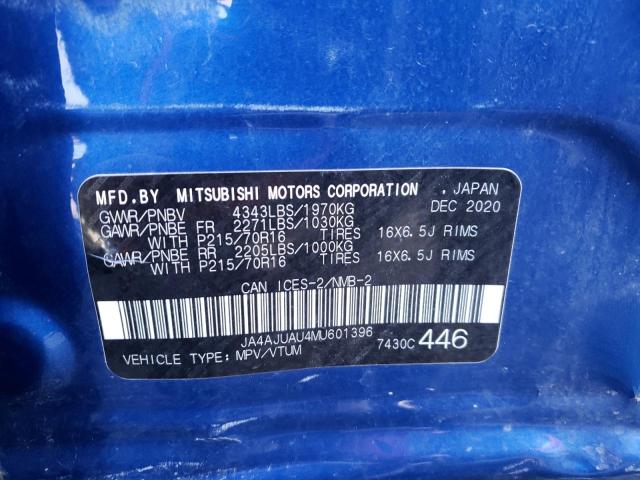 MFD.BY MITSUBISHI MOTORS CORPORATION , JAPAN
GVWR/PNBV 4343LBS/1970KG DEC 2020
GAWR/PNBE FR 2271LBS/1030KG
WITH P215/70R16 TIRES 16X6.5J RIMS
GAWR/PNBE RR 2205LBS/1000KG
WITH P215/70R16 TIRES 16X6.5J RIMS
CAN ICES-2/NMB-2
JA4AJUAU4MU601396
VEHICLE TYPE: MPV/VTUM 7430C 446